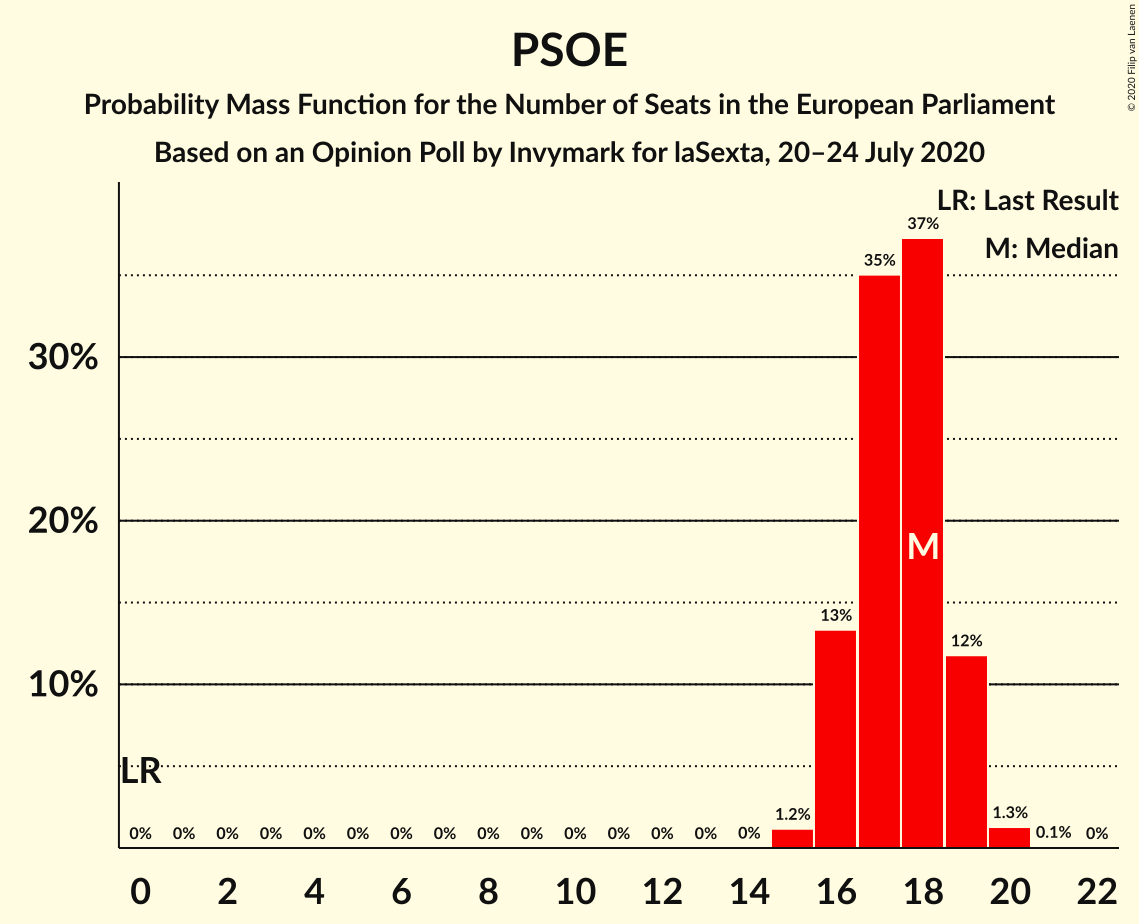 PSOE
Probability Mass Function for the Number of Seats in the European Parliament
Based on an Opinion Poll by Invymark for laSexta, 20–24 July 2020
© 2020 Filip van Laenen
LR: Last Result
M: Median
30%
20%
10%
LR
M
0% 0% 0% 0% 0% 0% 0% 0% 0% 0% 0% 0% 0% 0% 0% 1.2% 13% 35% 37% 12% 1.3% 0.1% 0%
0 2 4 6 8 10 12 14 16 18 20 22